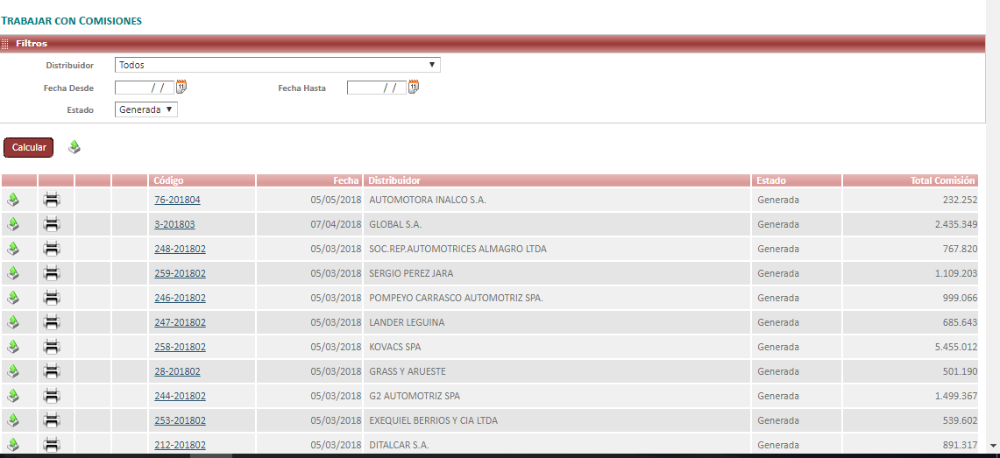 TRABAJAR CON COMISIONES
Filtros
Distribuidor Todos
Fecha Desde / / Fecha Hasta / /
Estado Generada
Calcular
Código Fecha Distribuidor Estado Total Comisión
76-201804 05/05/2018 AUTOMOTORA INALCO S.A. Generada 232.252
3-201803 07/04/2018 GLOBAL S.A. Generada 2.435.349
248-201802 05/03/2018 SOC.REP.AUTOMOTRICES ALMAGRO LTDA Generada 767.820
259-201802 05/03/2018 SERGIO PEREZ JARA Generada 1.109.203
246-201802 05/03/2018 POMPEYO CARRASCO AUTOMOTRIZ SPA. Generada 999.066
247-201802 05/03/2018 LANDER LEGUINA Generada 685.643
258-201802 05/03/2018 KOVACS SPA Generada 5.455.012
28-201802 05/03/2018 GRASS Y ARUESTE Generada 501.190
244-201802 05/03/2018 G2 AUTOMOTRIZ SPA Generada 1.499.367
253-201802 05/03/2018 EXEQUIEL BERRIOS Y CIA LTDA Generada 539.602
212-201802 05/03/2018 DITALCAR S.A. Generada 891.317